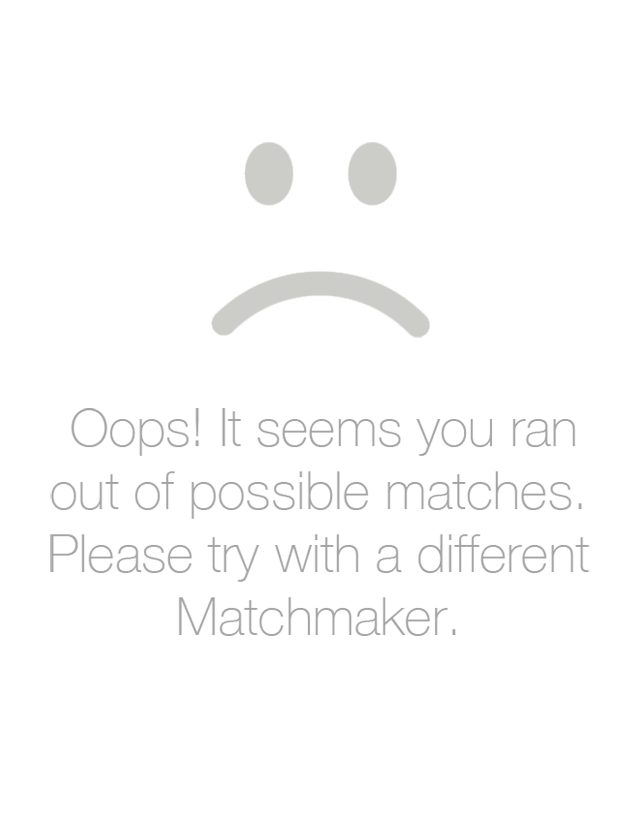 Oops! It seems you ran
out of possible matches.
Please try with a different
Matchmaker.